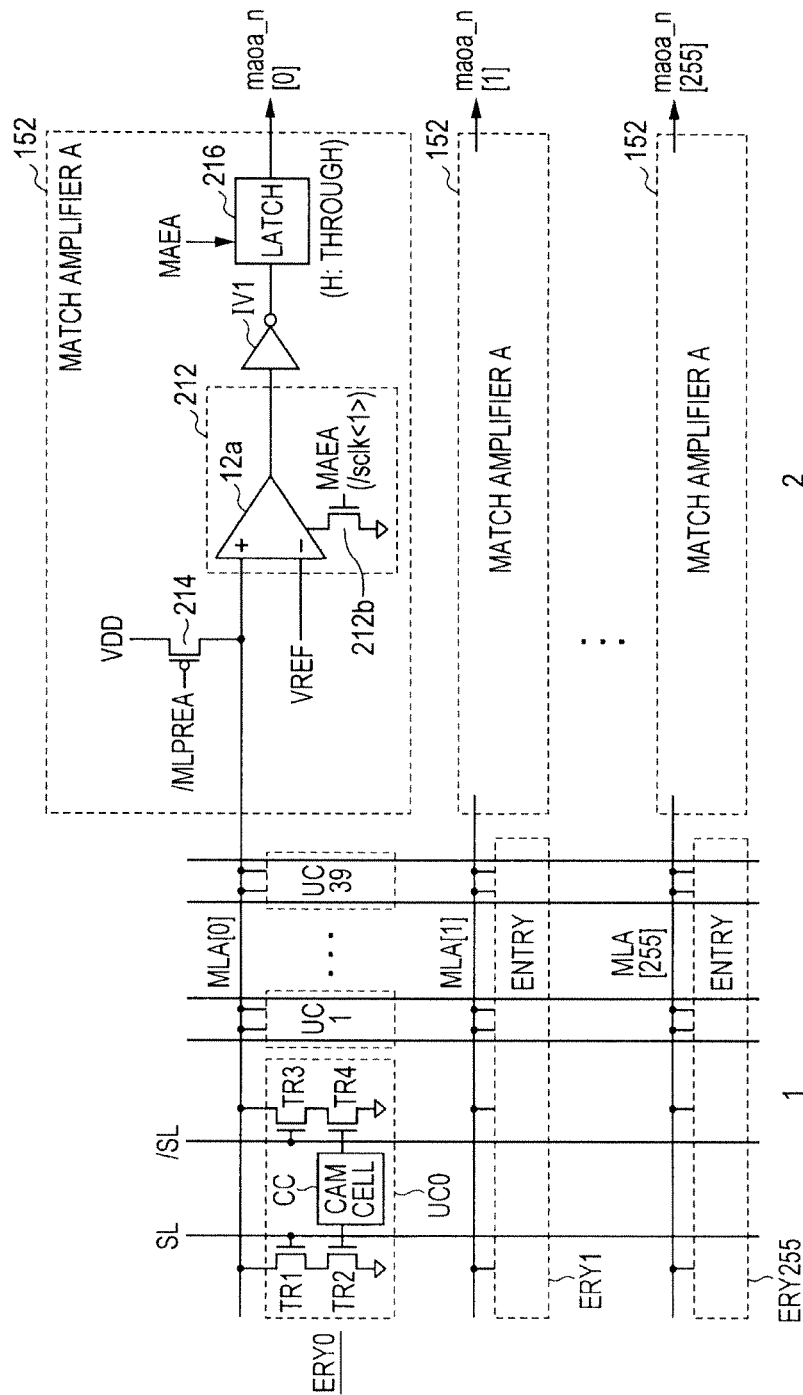 ERY0
SL
/SL
TR1
TR2
CC
CAM
CELL
TR3
TR4
UC0
MLA[0]
UC
1
...
UC
39
152
MATCH AMPLIFIER A
VDD
/MLPREA
214
VREF
212
12a
+
−
MAEA
(/sclk<1>)
212b
IV1
MAEA
216
LATCH
(H: THROUGH)
maoa_n
[0]
MLA[1]
ENTRY
ERY1
152
MATCH AMPLIFIER A
maoa_n
[1]
...
MLA
[255]
ENTRY
ERY255
152
MATCH AMPLIFIER A
maoa_n
[255]
1
2